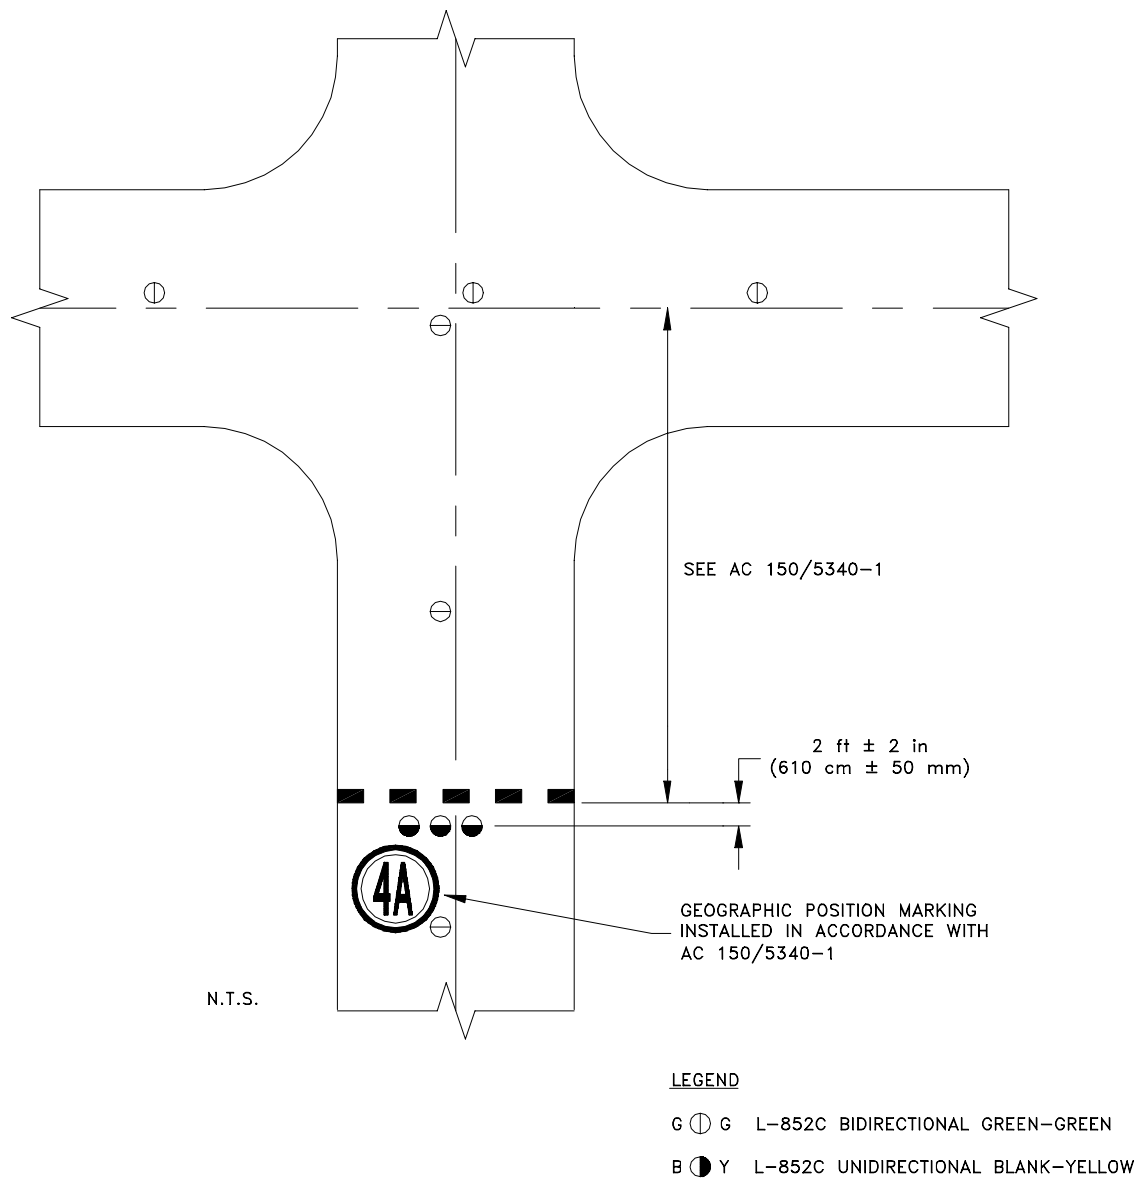 SEE AC 150/5340-1
2 ft ± 2 in
(610 cm ± 50 mm)
4A
GEOGRAPHIC POSITION MARKING
INSTALLED IN ACCORDANCE WITH
AC 150/5340-1
N.T.S.
LEGEND
G G L-852C BIDIRECTIONAL GREEN-GREEN
B Y L-852C UNIDIRECTIONAL BLANK-YELLOW